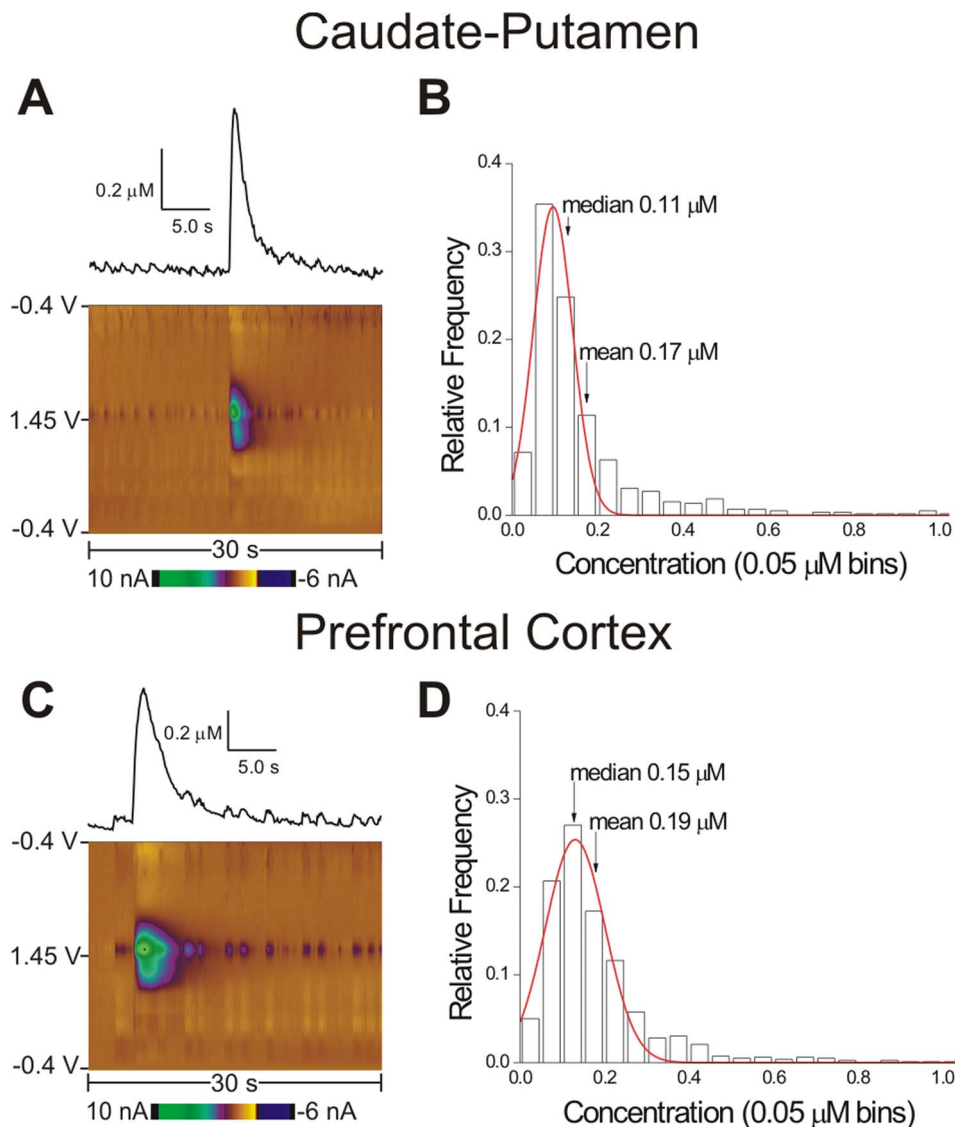 Caudate-Putamen
A
0.2 μM
5.0 s
-0.4 V
1.45 V
-0.4 V
30 s
10 nA
-6 nA
B
Relative Frequency
0.4
0.3
0.2
0.1
0.0
median 0.11 μM
mean 0.17 μM
0.0 0.2 0.4 0.6 0.8 1.0
Concentration (0.05 μM bins)
Prefrontal Cortex
C
0.2 μM
5.0 s
-0.4 V
1.45 V
-0.4 V
30 s
10 nA
-6 nA
D
Relative Frequency
0.4
0.3
0.2
0.1
0.0
median 0.15 μM
mean 0.19 μM
0.0 0.2 0.4 0.6 0.8 1.0
Concentration (0.05 μM bins)